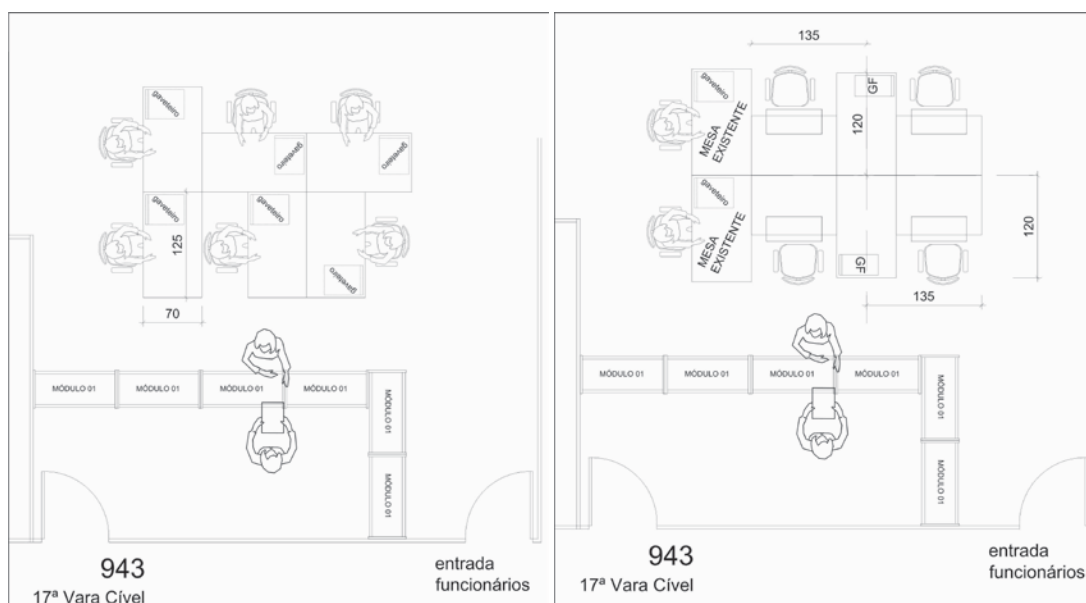 gaveteiro
gaveteiro
gaveteiro
gaveteiro
gaveteiro
125
gaveteiro
70
MÓDULO 01
MÓDULO 01
MÓDULO 01
MÓDULO 01
MÓDULO 01
MÓDULO 01
943
17ª Vara Cível
entrada
funcionários
135
gaveteiro
GF
MESA
EXISTENTE
120
gaveteiro
MESA
EXISTENTE
120
GF
135
MÓDULO 01
MÓDULO 01
MÓDULO 01
MÓDULO 01
MÓDULO 01
MÓDULO 01
943
17ª Vara Cível
entrada
funcionários